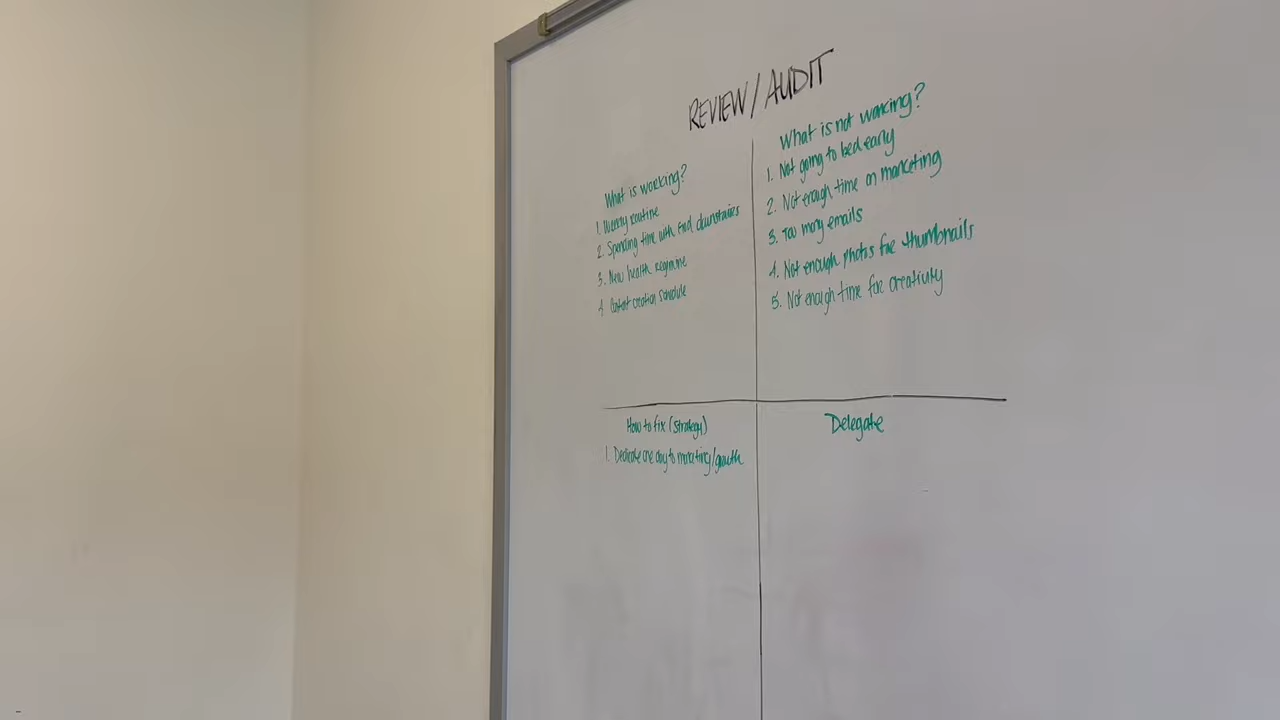 REVIEW/AUDIT
What is working?
1. Weekly routine
2. Spending time with Fred downstairs
3. New health regimine
4. Content creation schedule
What is not working?
1. Not going to bed early
2. Not enough time on marketing
3. Too many emails
4. Not enough photos for thumbnails
5. Not enough time for creativity
How to fix (strategy)
1. Dedicate one day to marketing/growth
Delegate